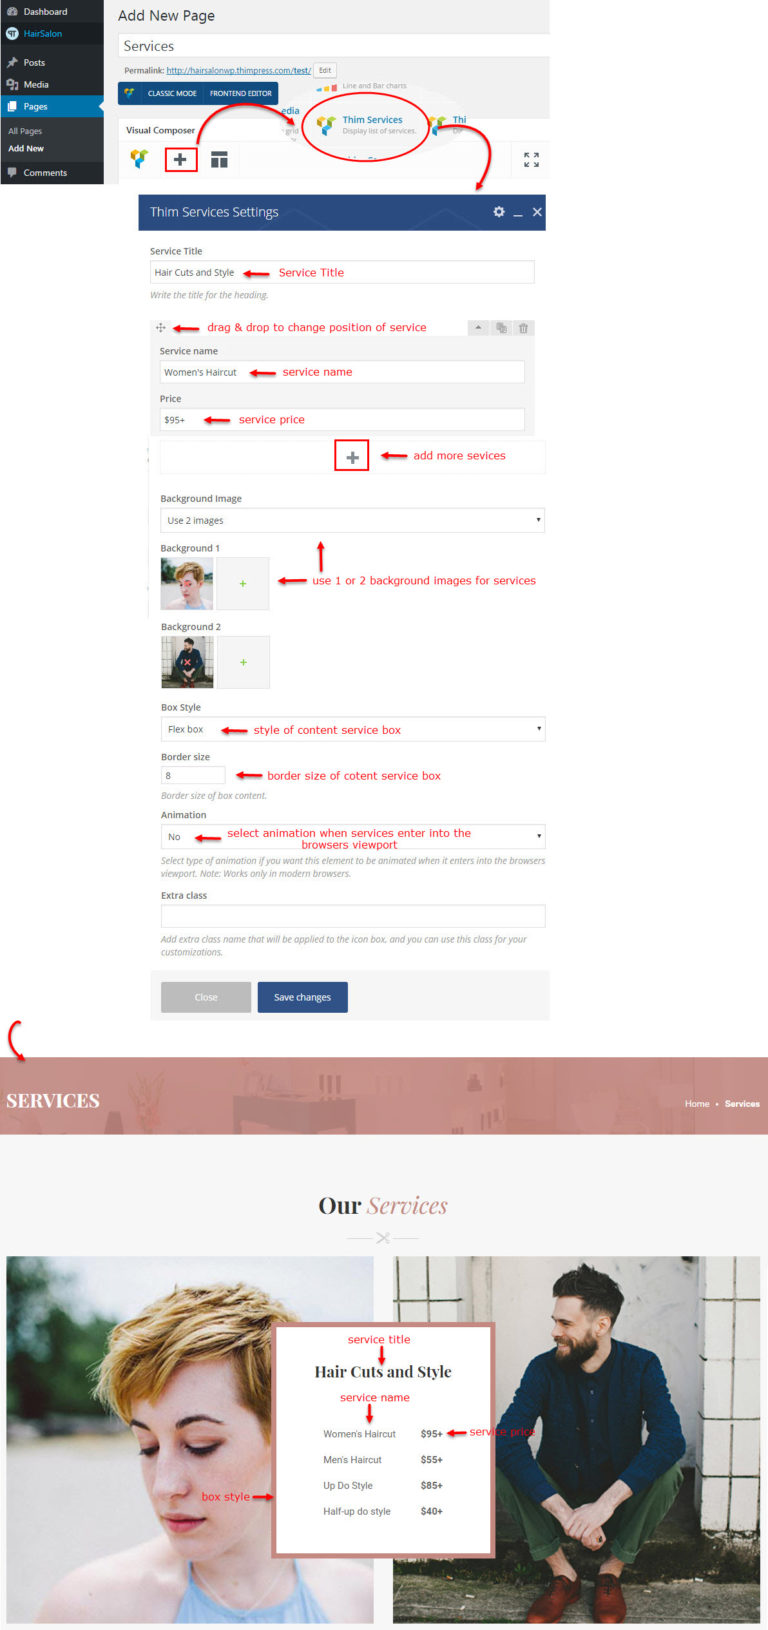 Dashboard
Add New Page
HairSalon
Services
Posts
Permalink: http://hairsalonwp.thimpress.com/test/ Edit
Media
Line and Bar charts
CLASSIC MODE FRONTEND EDITOR
Pages
edia
Thim Services
Thi
All Pages
Visual Composer
grid
Display list of services.
Add New
Comments
Thim Services Settings
Service Title
Hair Cuts and Style
Service Title
Write the title for the heading.
drag & drop to change position of service
Service name
Women's Haircut
service name
Price
$95+
service price
add more sevices
Background Image
Use 2 images
Background 1
use 1 or 2 background images for services
Background 2
Box Style
Flex box
style of content service box
Border size
8
border size of cotent service box
Border size of box content.
Animation
No
select animation when services enter into the
browsers viewport
Select type of animation if you want this element to be animated when it enters into the browsers
viewport. Note: Works only in modern browsers.
Extra class
Add extra class name that will be applied to the icon box, and you can use this class for your
customizations.
Close
Save changes
SERVICES
Home • Services
Our Services
service title
Hair Cuts and Style
service name
Women's Haircut $95+
service price
Men's Haircut $55+
Up Do Style $85+
box style
Half-up do style $40+